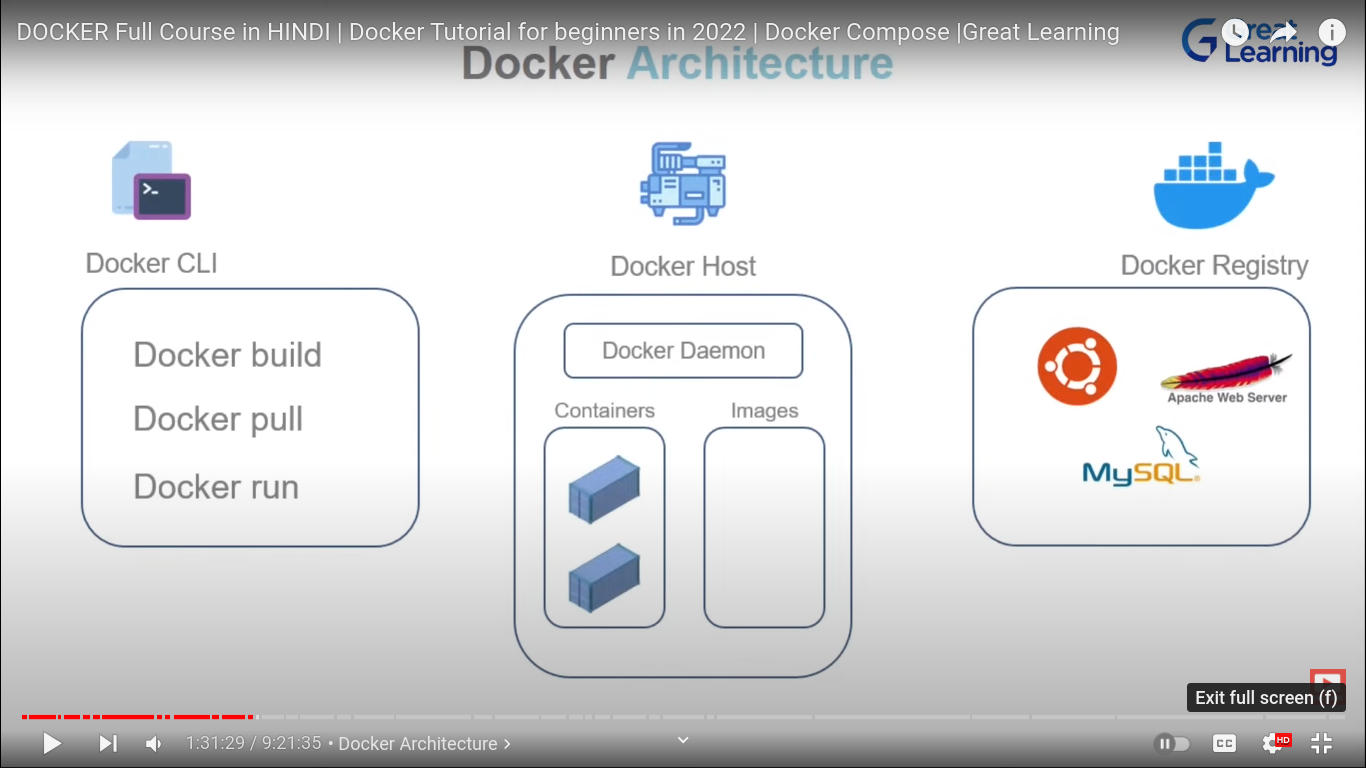 DOCKER Full Course in HINDI | Docker Tutorial for beginners in 2022 | Docker Compose |Great Learning
Great Learning
Docker Architecture
>_
Docker CLI
Docker build
Docker pull
Docker run
Docker Host
Docker Daemon
Containers
Images
Docker Registry
Apache Web Server
MySQL®
Exit full screen (f)
1:31:29 / 9:21:35 • Docker Architecture >
CC
HD